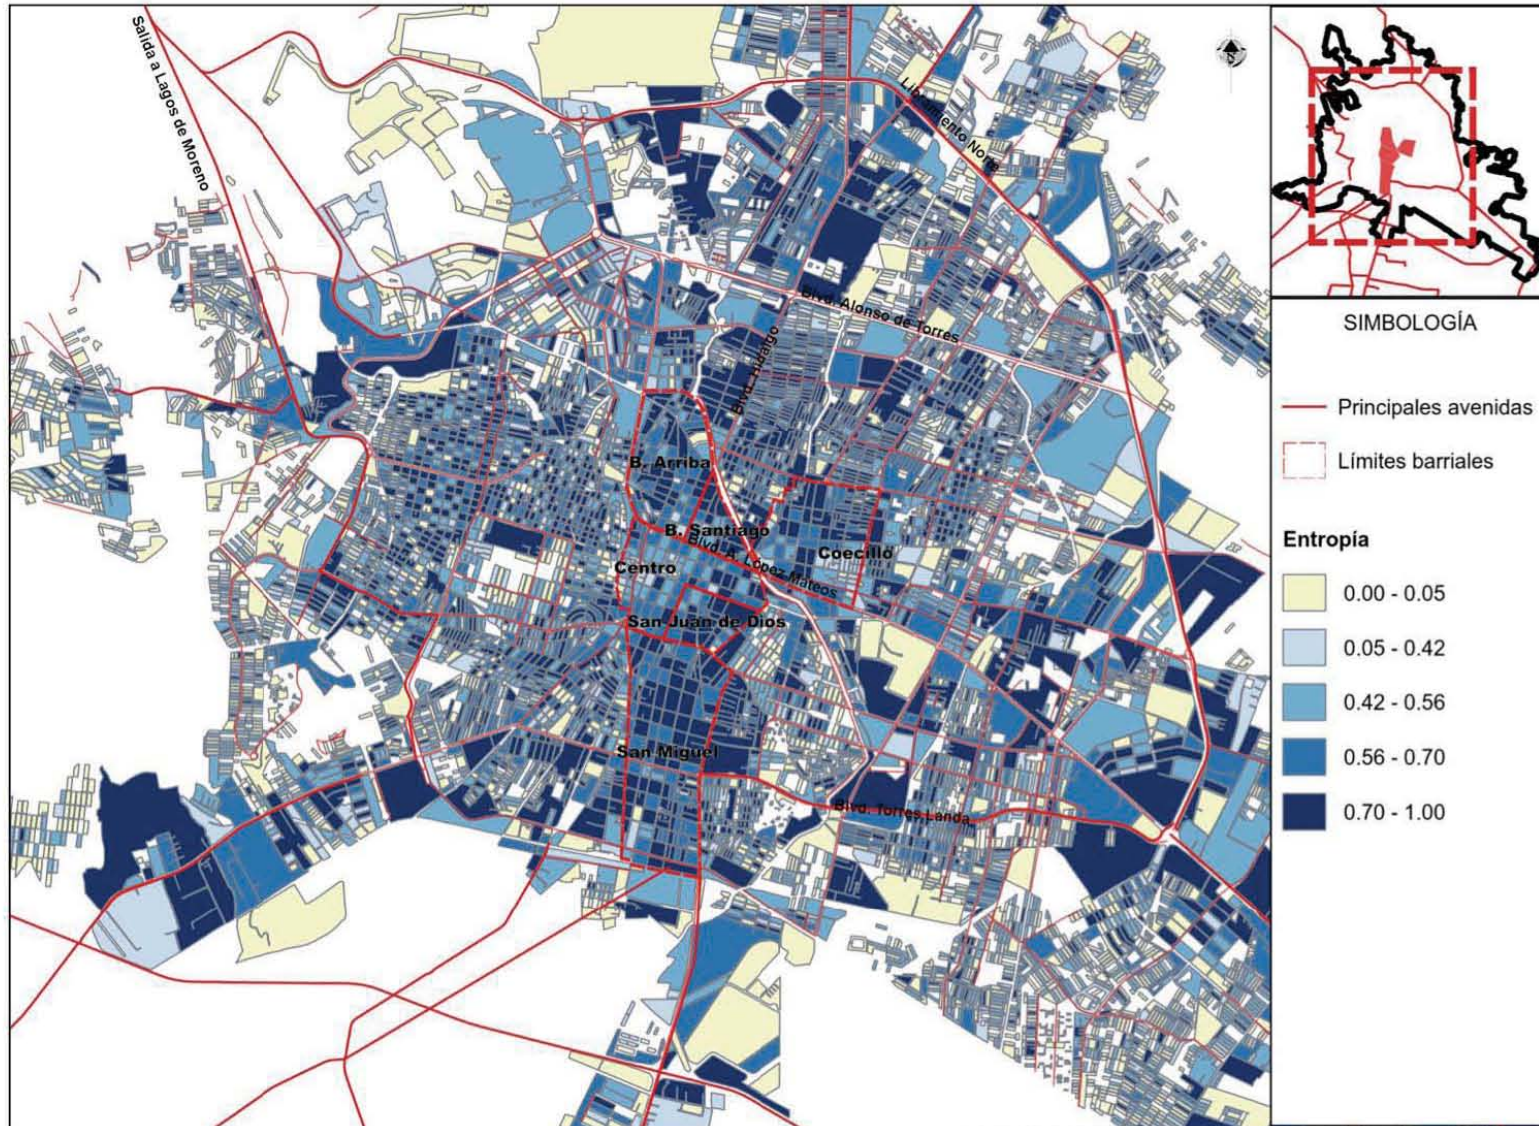 Salida a Lagos de Moreno
Libramiento Norte
Blvd. Alonso de Torres
Blvd. Hidalgo
B. Arriba
B. Santiago
Blvd. A. López Mateos
Coecillo
Centro
San Juan de Dios
San Miguel
Blvd. Torres Landa
SIMBOLOGÍA
Principales avenidas
Límites barriales
Entropía
0.00 - 0.05
0.05 - 0.42
0.42 - 0.56
0.56 - 0.70
0.70 - 1.00